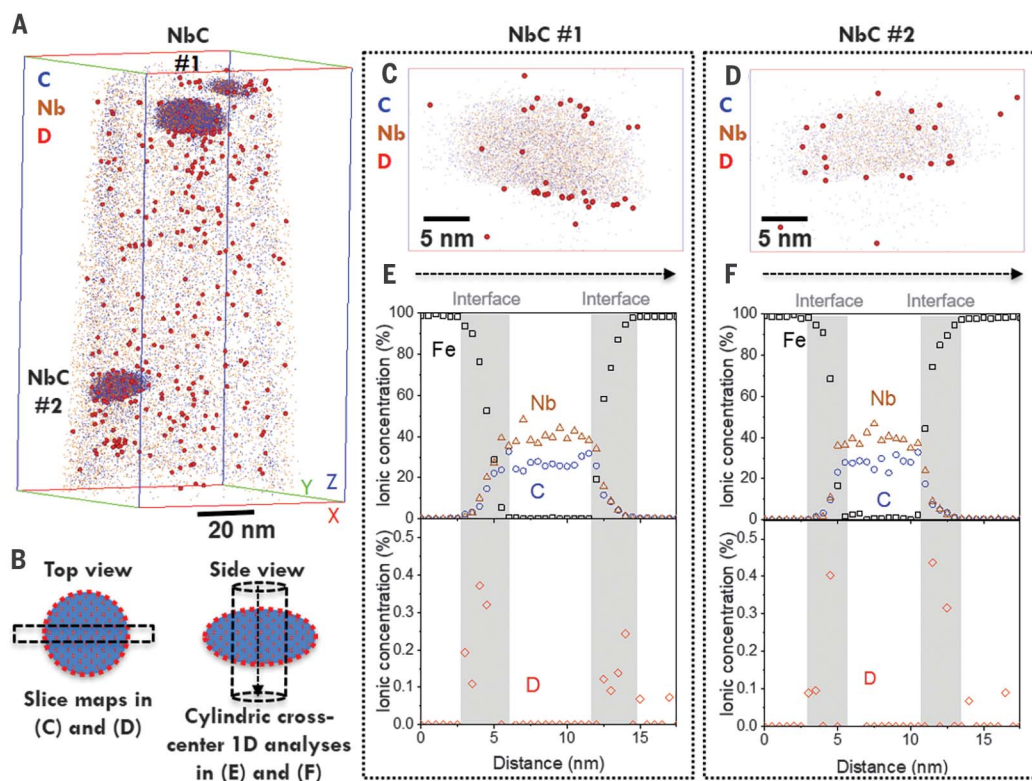 A
NbC
#1
C
Nb
D
NbC
#2
Y
Z
X
20 nm
B
Top view
Side view
Slice maps in
(C) and (D)
Cylindric cross-
center 1D analyses
in (E) and (F)
NbC #1
C
C
Nb
D
5 nm
E
Interface
Interface
Ionic concentration (%)
100
80
60
40
20
0
Fe
Nb
C
Ionic concentration (%)
0.5
0.4
0.3
0.2
0.1
0.0
D
0
5
10
15
Distance (nm)
NbC #2
D
C
Nb
D
5 nm
F
Interface
Interface
Ionic concentration (%)
100
80
60
40
20
0
Fe
Nb
C
Ionic concentration (%)
0.5
0.4
0.3
0.2
0.1
0.0
D
0
5
10
15
Distance (nm)